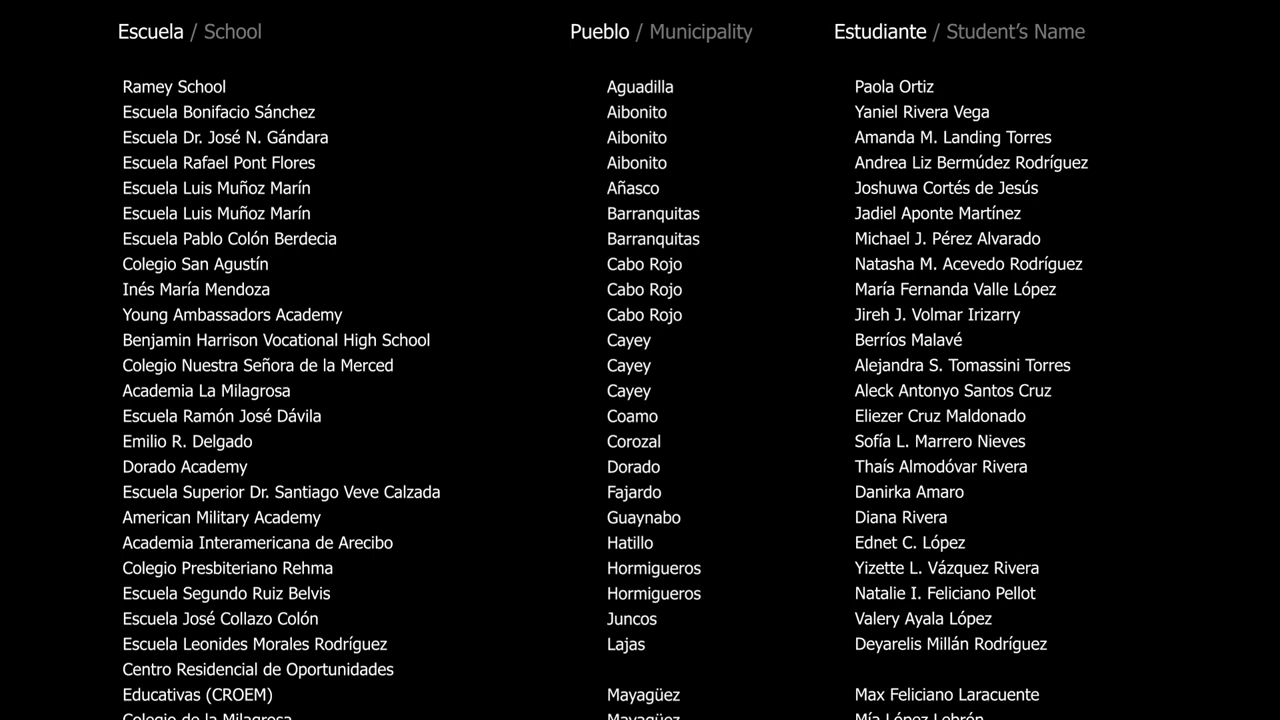 Escuela / School Pueblo / Municipality Estudiante / Student’s Name
Ramey School Aguadilla Paola Ortiz
Escuela Bonifacio Sánchez Aibonito Yaniel Rivera Vega
Escuela Dr. José N. Gándara Aibonito Amanda M. Landing Torres
Escuela Rafael Pont Flores Aibonito Andrea Liz Bermúdez Rodríguez
Escuela Luis Muñoz Marín Añasco Joshuwa Cortés de Jesús
Escuela Luis Muñoz Marín Barranquitas Jadiel Aponte Martínez
Escuela Pablo Colón Berdecia Barranquitas Michael J. Pérez Alvarado
Colegio San Agustín Cabo Rojo Natasha M. Acevedo Rodríguez
Inés María Mendoza Cabo Rojo María Fernanda Valle López
Young Ambassadors Academy Cabo Rojo Jireh J. Volmar Irizarry
Benjamin Harrison Vocational High School Cayey Berríos Malavé
Colegio Nuestra Señora de la Merced Cayey Alejandra S. Tomassini Torres
Academia La Milagrosa Cayey Aleck Antonyo Santos Cruz
Escuela Ramón José Dávila Coamo Eliezer Cruz Maldonado
Emilio R. Delgado Corozal Sofía L. Marrero Nieves
Dorado Academy Dorado Thaís Almodóvar Rivera
Escuela Superior Dr. Santiago Veve Calzada Fajardo Danirka Amaro
American Military Academy Guaynabo Diana Rivera
Academia Interamericana de Arecibo Hatillo Ednet C. López
Colegio Presbiteriano Rehma Hormigueros Yizette L. Vázquez Rivera
Escuela Segundo Ruiz Belvis Hormigueros Natalie I. Feliciano Pellot
Escuela José Collazo Colón Juncos Valery Ayala López
Escuela Leonides Morales Rodríguez Lajas Deyarelis Millán Rodríguez
Centro Residencial de Oportunidades
Educativas (CROEM) Mayagüez Max Feliciano Laracuente
Colegio de la Milagrosa Mayagüez Mía López Lebrón